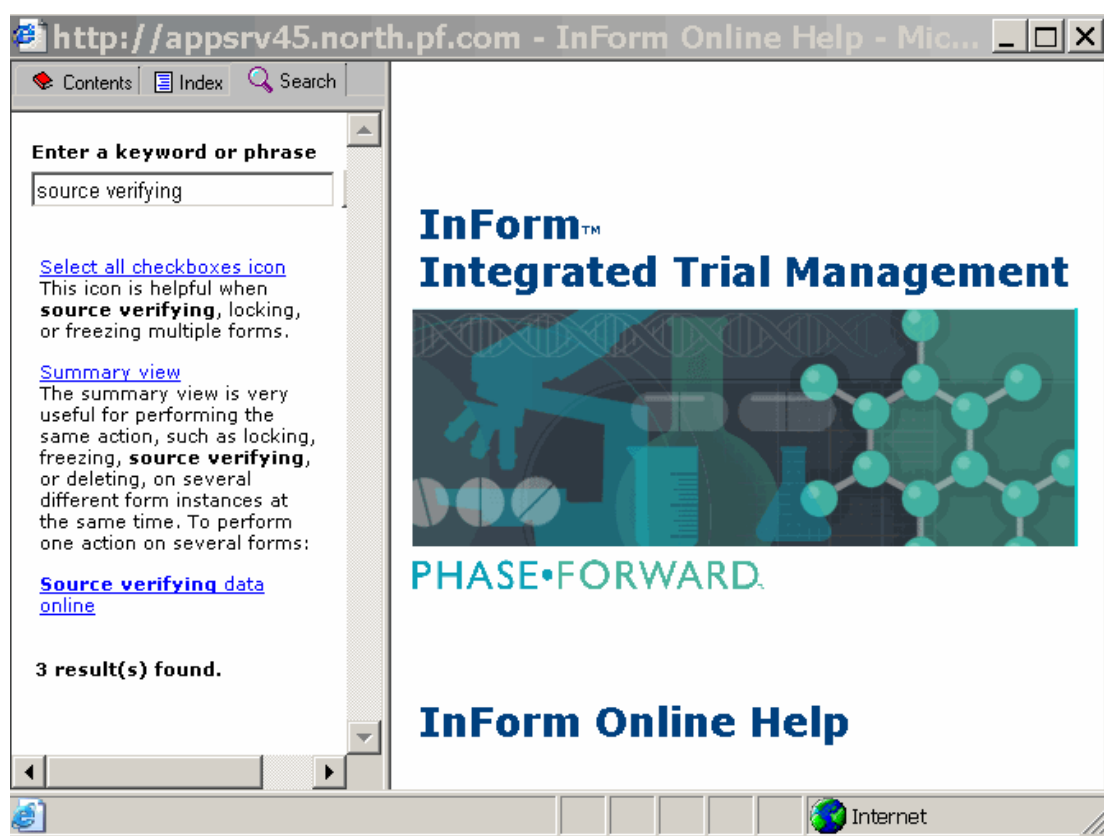 http://appsrv45.north.pf.com - InForm Online Help - Mic...
Contents Index Search
Enter a keyword or phrase
source verifying
Select all checkboxes icon
This icon is helpful when
source verifying, locking,
or freezing multiple forms.
Summary view
The summary view is very
useful for performing the
same action, such as locking,
freezing, source verifying,
or deleting, on several
different form instances at
the same time. To perform
one action on several forms:
Source verifying data
online
3 result(s) found.
InForm™
Integrated Trial Management
PHASE•FORWARD
InForm Online Help
Internet